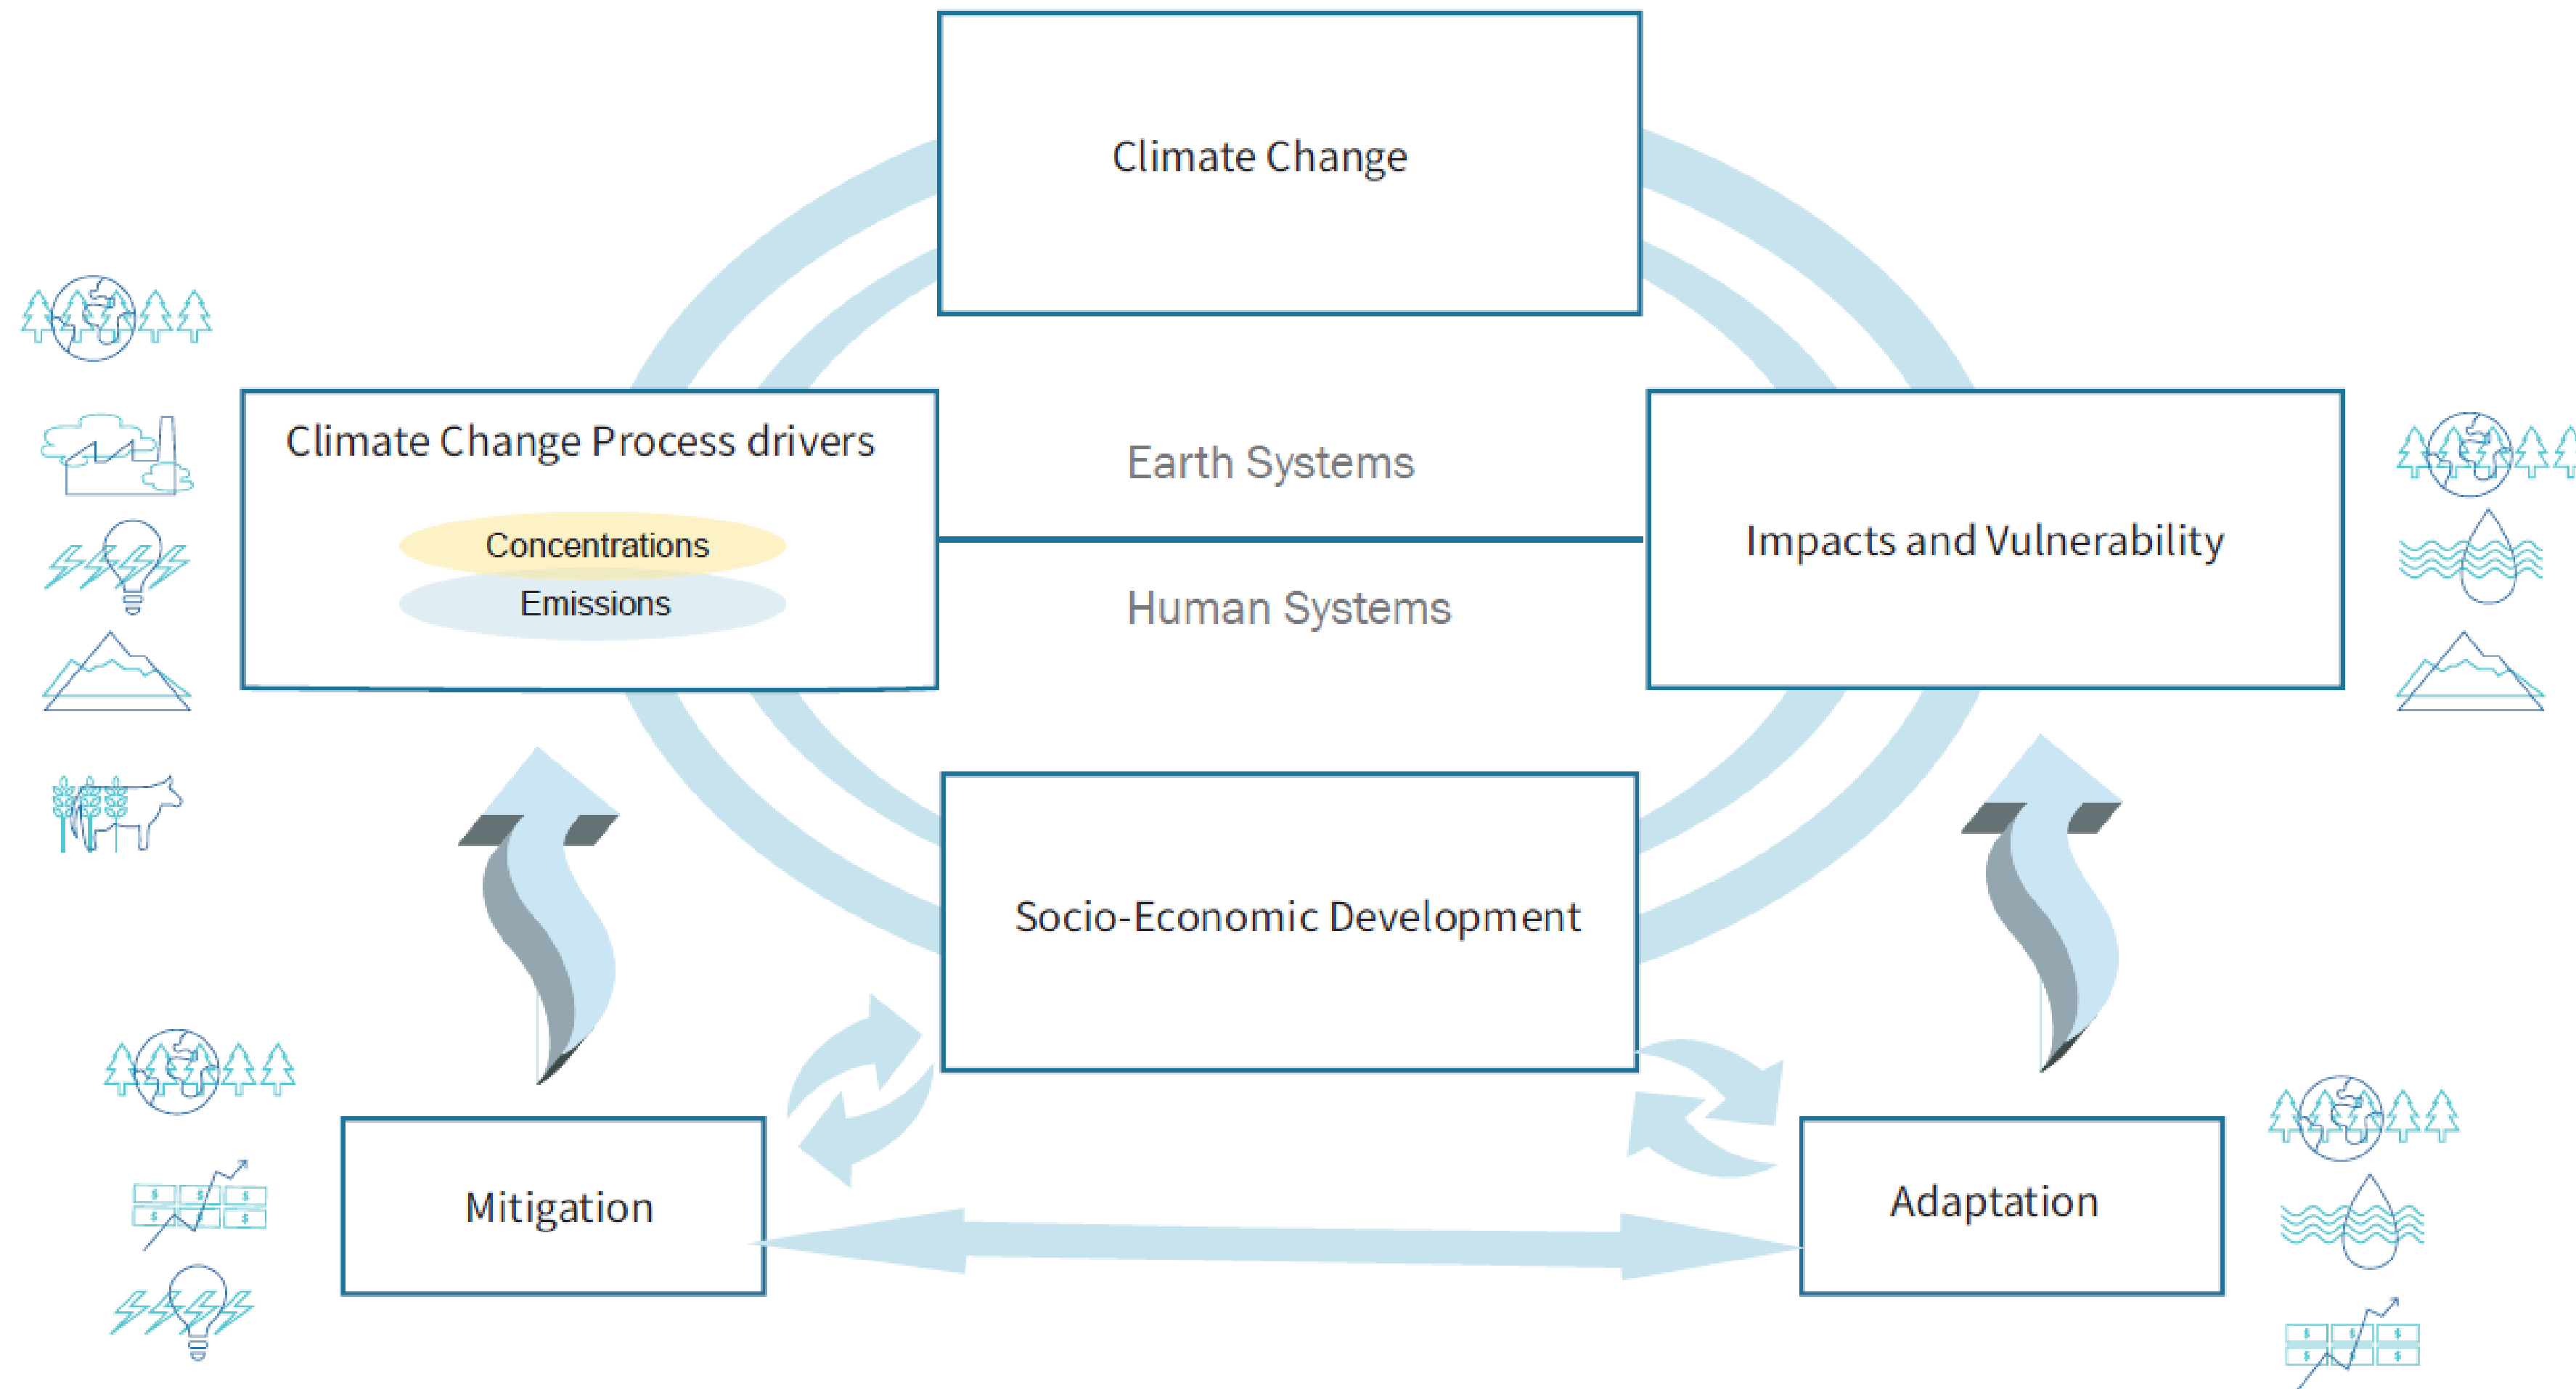 Climate Change
Climate Change Process drivers
Concentrations
Emissions
Earth Systems
Human Systems
Impacts and Vulnerability
Socio-Economic Development
Mitigation
Adaptation
$ $ $
$ $ $
$ $ $
$ $ $